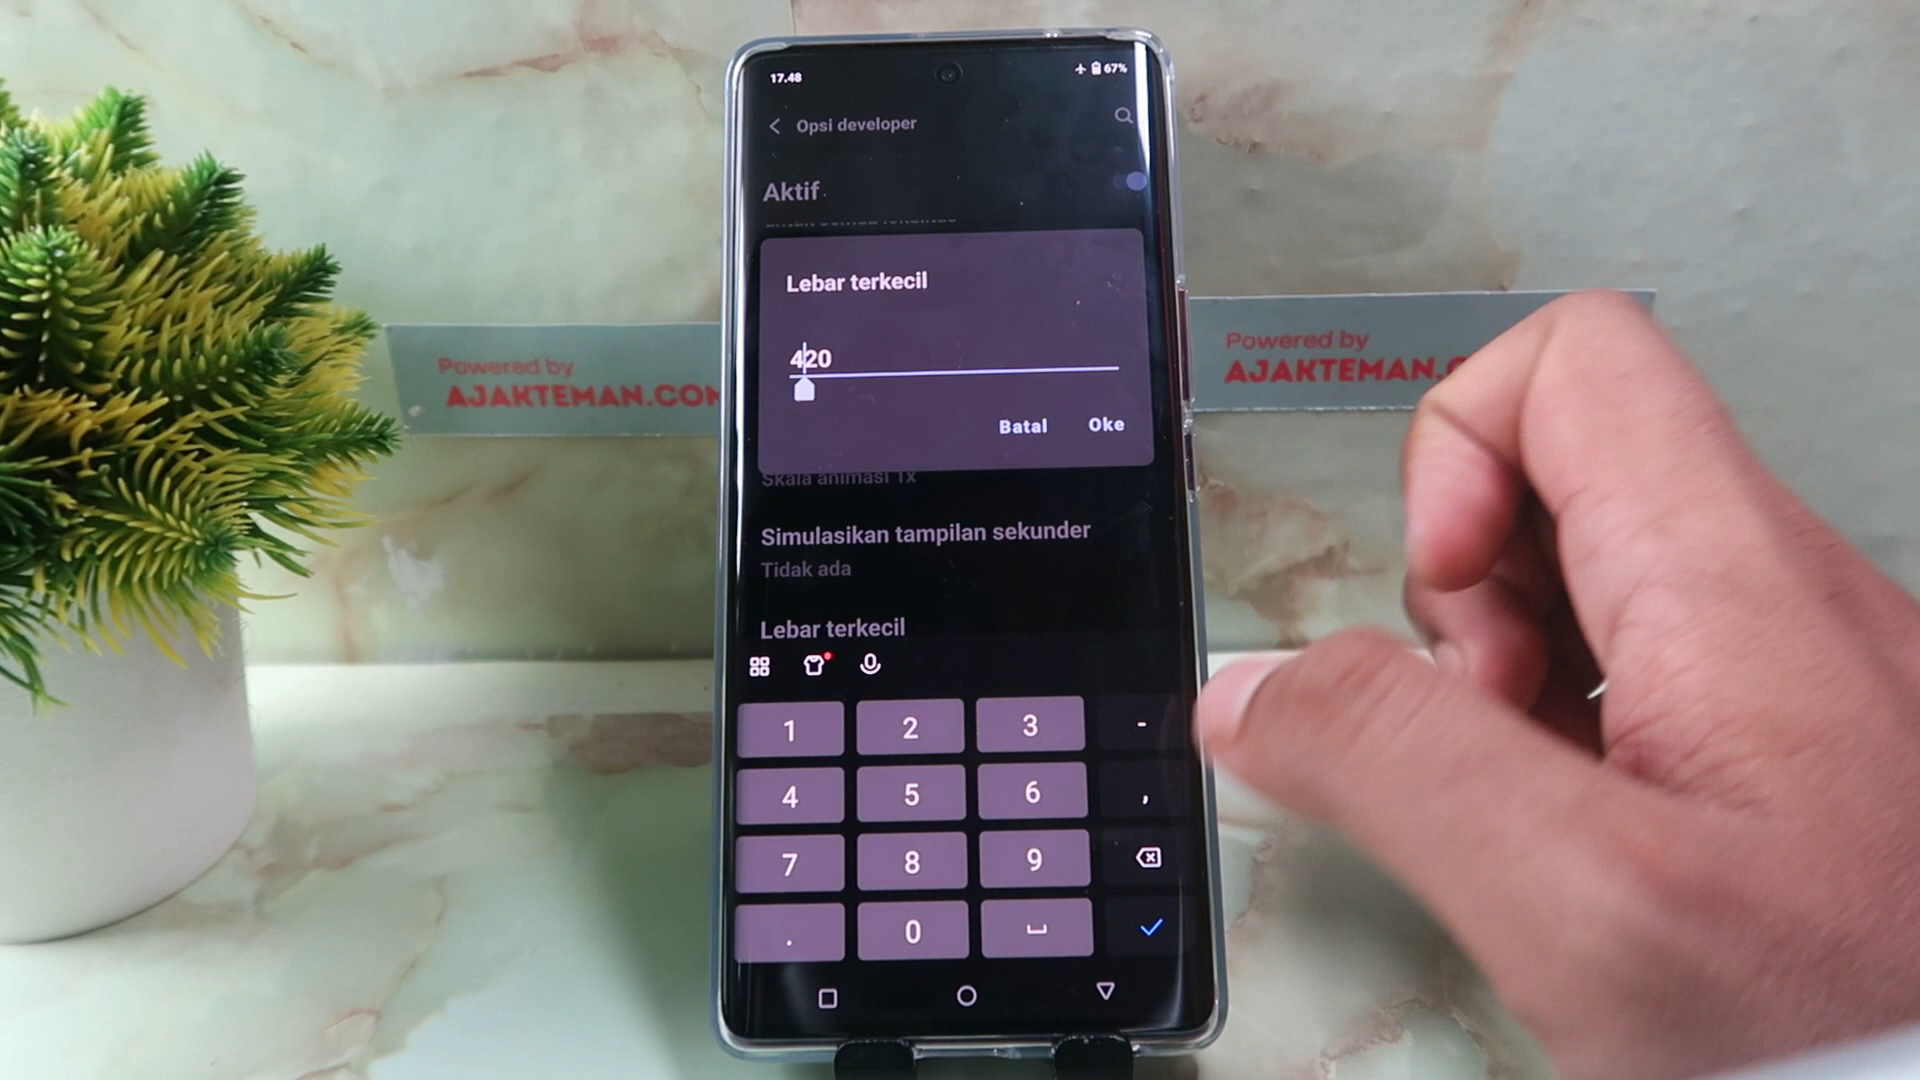 17.48
67%
Opsi developer
Aktif
Lebar terkecil
420
Batal
Oke
Skala animasi 1x
Simulasikan tampilan sekunder
Tidak ada
Lebar terkecil
1
2
3
-
4
5
6
,
7
8
9
.
0
Powered by
AJAKTEMAN.COM
Powered by
AJAKTEMAN.C